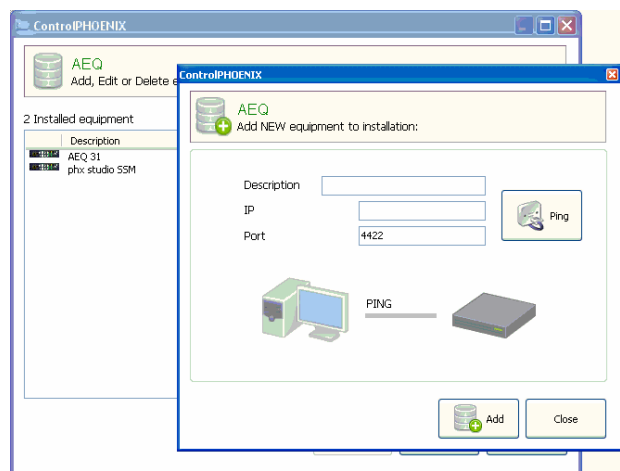 ControlPHOENIX
AEQ
Add, Edit or Delete e
2 Installed equipment
Description
AEQ 31
phx studio SSM
ControlPHOENIX
AEQ
Add NEW equipment to installation:
Description
IP
Port
4422
Ping
PING
Add
Close